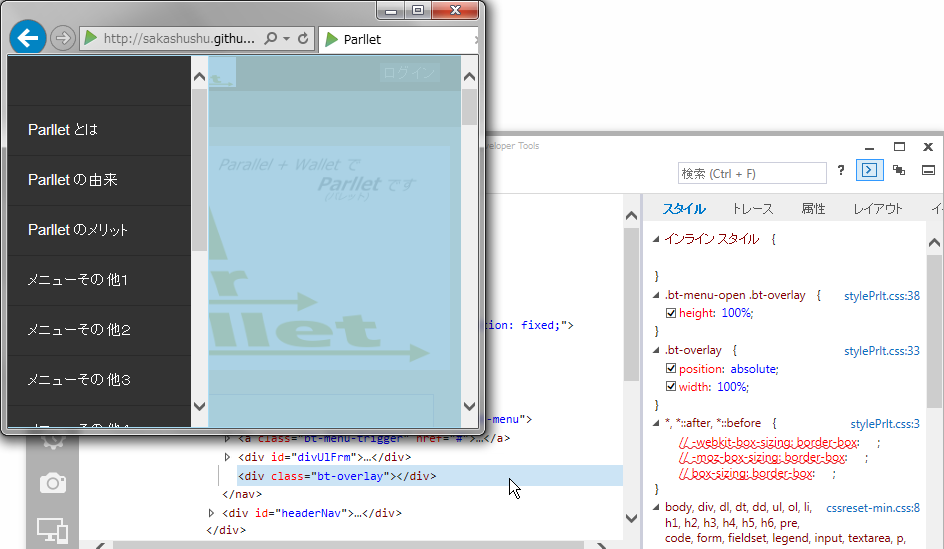 http://sakashushu.githu...
Parllet
ログイン
Parllet とは
Parllet の由来
Parllet のメリット
メニューその他1
メニューその他2
メニューその他3
Parallel + Wallet で
Parllet です
(パレット)
Developer Tools
検索 (Ctrl + F)
?
スタイル トレース 属性 レイアウト イ
インライン スタイル {
}
.bt-menu-open .bt-overlay { stylePrlt.css:38
height: 100%;
}
.bt-overlay { stylePrlt.css:33
position: absolute;
width: 100%;
}
*, *::after, *::before { stylePrlt.css:3
// -webkit-box-sizing: border-box: ;
// -moz-box-sizing: border-box: ;
// box-sizing: border-box: ;
}
body, div, dl, dt, dd, ul, ol, li, cssreset-min.css:8
h1, h2, h3, h4, h5, h6, pre,
code, form, fieldset, legend, input, textarea, p,
tion: fixed;">
-menu">
<a class="bt-menu-trigger" href="#">…</a>
<div id="divUlFrm">…</div>
<div class="bt-overlay"></div>
</nav>
<div id="headerNav">…</div>
</div>